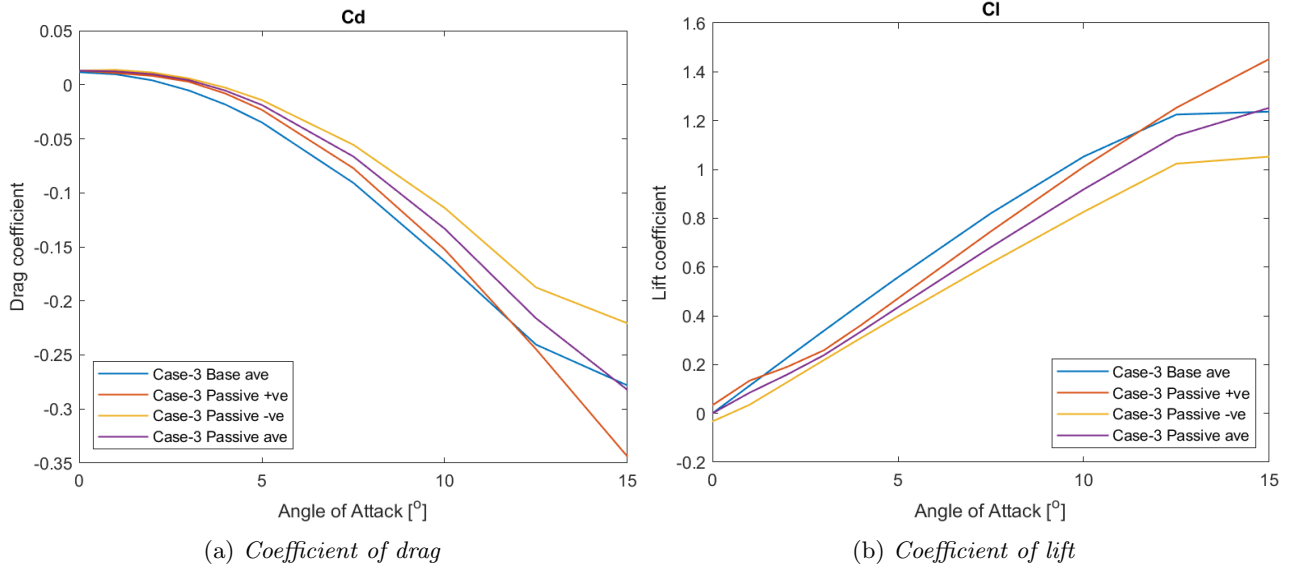 Cd
0.05
0
-0.05
-0.1
-0.15
-0.2
-0.25
-0.3
-0.35
Drag coefficient
Case-3 Base ave
Case-3 Passive +ve
Case-3 Passive -ve
Case-3 Passive ave
0 5 10 15
Angle of Attack [o]
(a) Coefficient of drag
Cl
1.6
1.4
1.2
1
0.8
0.6
0.4
0.2
0
-0.2
Lift coefficient
Case-3 Base ave
Case-3 Passive +ve
Case-3 Passive -ve
Case-3 Passive ave
0 5 10 15
Angle of Attack [o]
(b) Coefficient of lift